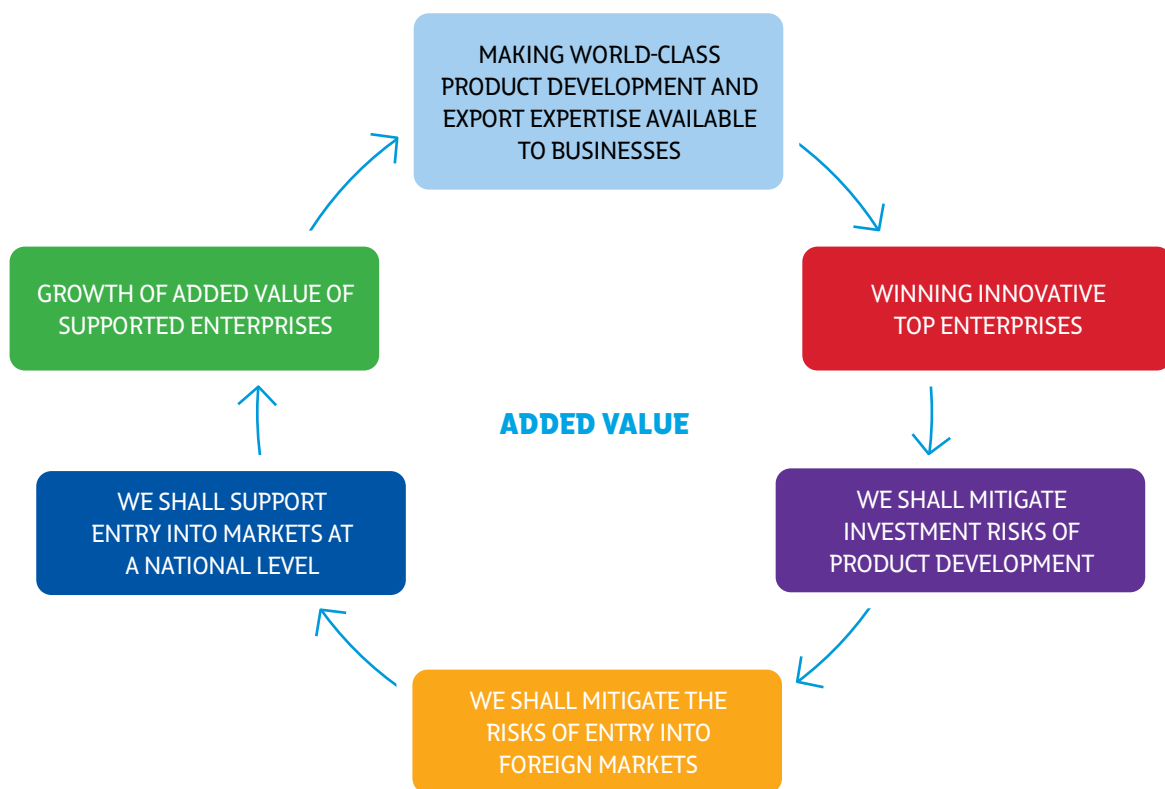 MAKING WORLD-CLASS
PRODUCT DEVELOPMENT AND
EXPORT EXPERTISE AVAILABLE
TO BUSINESSES
WINNING INNOVATIVE
TOP ENTERPRISES
WE SHALL MITIGATE
INVESTMENT RISKS OF
PRODUCT DEVELOPMENT
WE SHALL MITIGATE THE
RISKS OF ENTRY INTO
FOREIGN MARKETS
WE SHALL SUPPORT
ENTRY INTO MARKETS AT
A NATIONAL LEVEL
GROWTH OF ADDED VALUE OF
SUPPORTED ENTERPRISES
ADDED VALUE